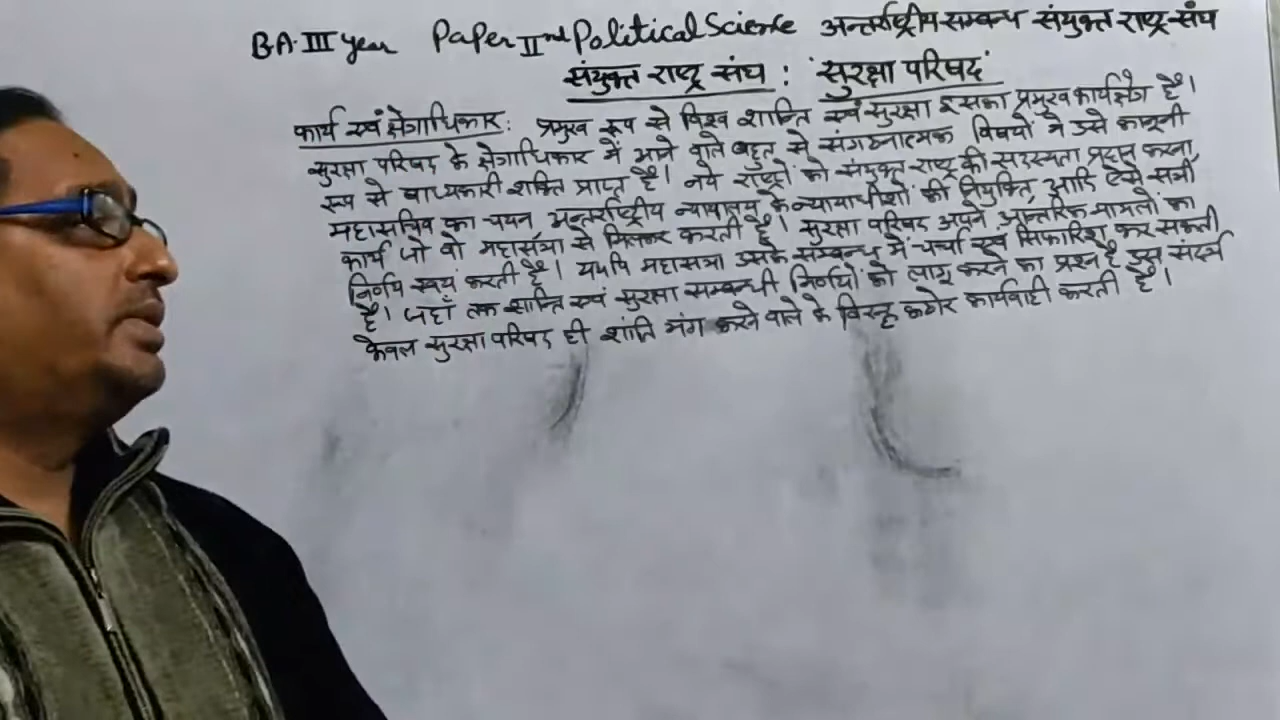 B.A. III year Paper IInd Political Science अन्तर्राष्ट्रीय सम्बन्ध संयुक्त राष्ट्र संघ
संयुक्त राष्ट्र संघ : सुरक्षा परिषद
कार्य एवं क्षेत्राधिकार : प्रमुख रूप से विश्व शान्ति एवं सुरक्षा इसका प्रमुख कार्यक्षेत्र है।
सुरक्षा परिषद के क्षेत्राधिकार में आने वाले बहुत से संगठनात्मक विषयों में उसे कानूनी
रूप से बाध्यकारी शक्ति प्राप्त है। नये राष्ट्रों को संयुक्त राष्ट्र की सदस्यता प्रदान करना,
महासचिव का चयन अन्तर्राष्ट्रीय न्यायालय के न्यायाधीशों की नियुक्ति, आदि ऐसे सभी
कार्य जो वो महासभा से मिलकर करती है। सुरक्षा परिषद अपने आन्तरिक मामलों का
निर्णय स्वयं करती है। यद्यपि महासभा उसके सम्बन्ध में चर्चा एवं सिफारिश कर सकती
है। जहाँ तक शान्ति एवं सुरक्षा सम्बन्धी निर्णयों को लागू करने का प्रश्न है इस संदर्भ
केवल सुरक्षा परिषद ही शांति भंग करने वाले के विरुद्ध कठोर कार्यवाही करती है।